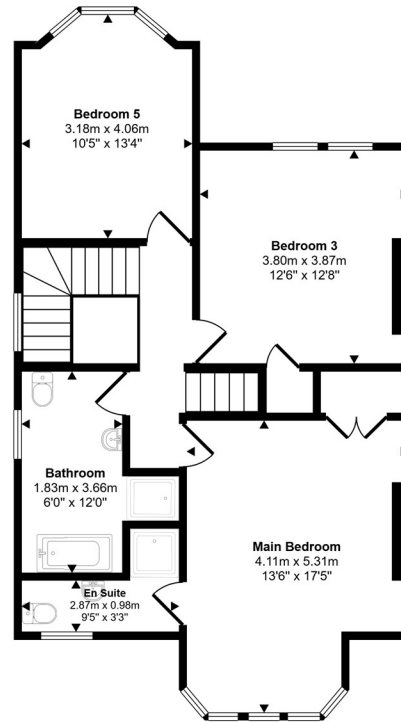 Bedroom 5
3.18m x 4.06m
10'5" x 13'4"
Bedroom 3
3.80m x 3.87m
12'6" x 12'8"
Bathroom
1.83m x 3.66m
6'0" x 12'0"
Main Bedroom
4.11m x 5.31m
13'6" x 17'5"
En Suite
2.87m x 0.98m
9'5" x 3'3"